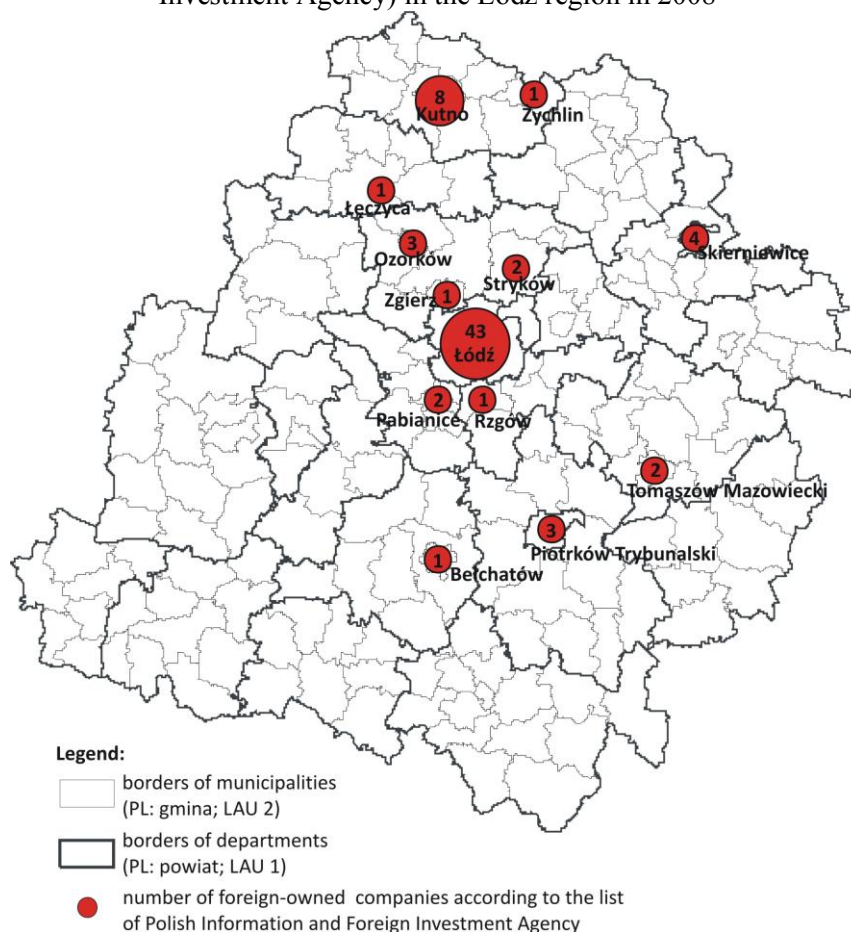 Investment Agency) in the Łódź region in 2008
8
Kutno
1
Żychlin
1
Łęczyca
3
Ozorków
4
Skierniewice
2
Stryków
1
Zgierz
43
Łódź
2
Pabianice
1
Rzgów
2
Tomaszów Mazowiecki
3
Piotrków Trybunalski
1
Bełchatów
Legend:
borders of municipalities
(PL: gmina; LAU 2)
borders of departments
(PL: powiat; LAU 1)
number of foreign-owned companies according to the list
of Polish Information and Foreign Investment Agency